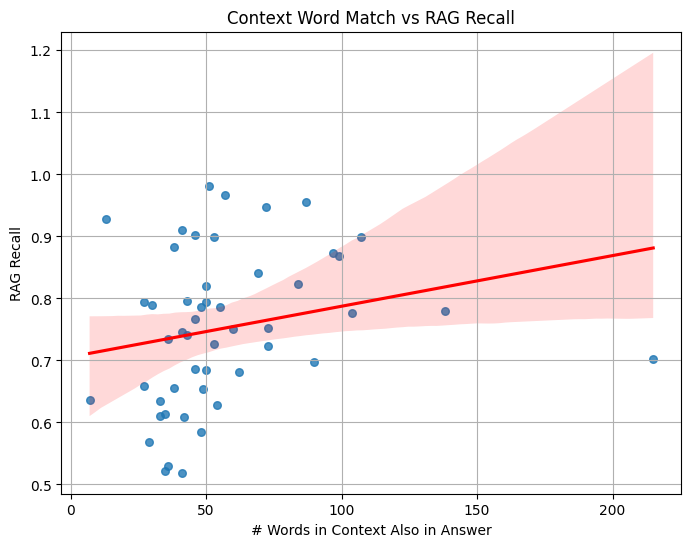 Context Word Match vs RAG Recall
1.2
1.1
1.0
0.9
0.8
0.7
0.6
0.5
RAG Recall
0 50 100 150 200
# Words in Context Also in Answer